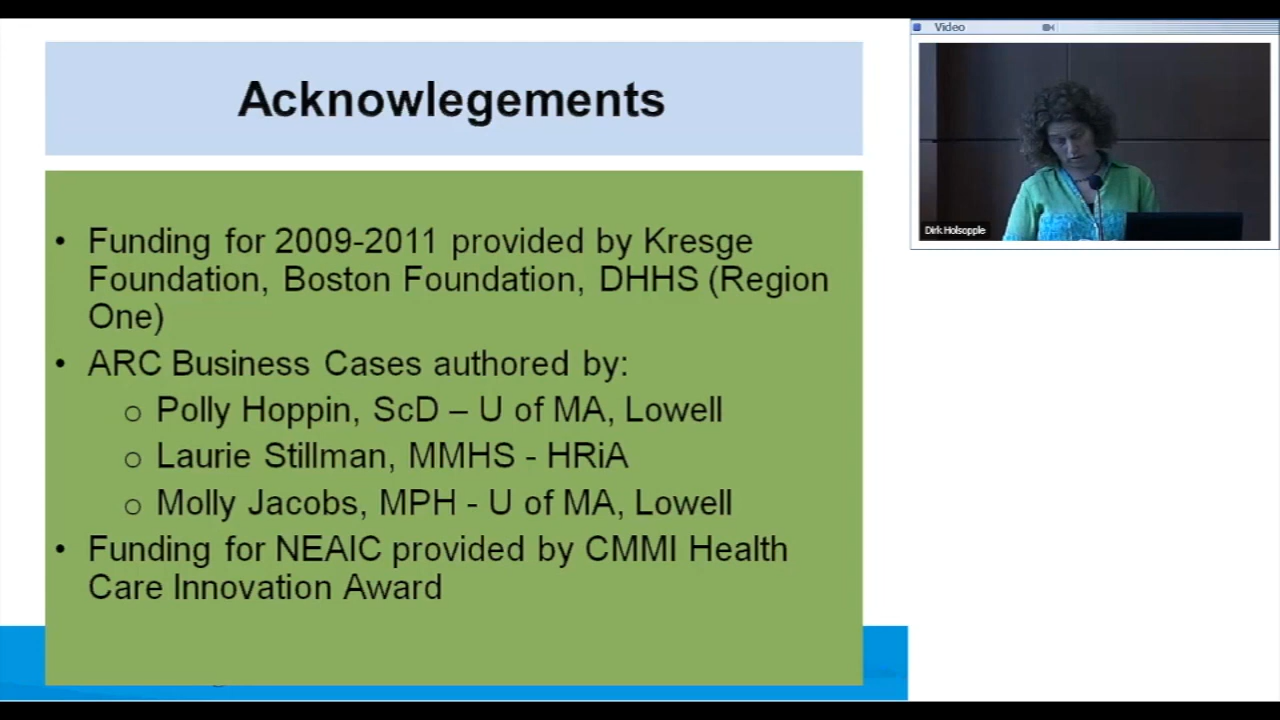 Acknowlegements
• Funding for 2009-2011 provided by Kresge
Foundation, Boston Foundation, DHHS (Region
One)
• ARC Business Cases authored by:
o Polly Hoppin, ScD – U of MA, Lowell
o Laurie Stillman, MMHS - HRiA
o Molly Jacobs, MPH - U of MA, Lowell
• Funding for NEAIC provided by CMMI Health
Care Innovation Award
Video
Dirk Holsopple